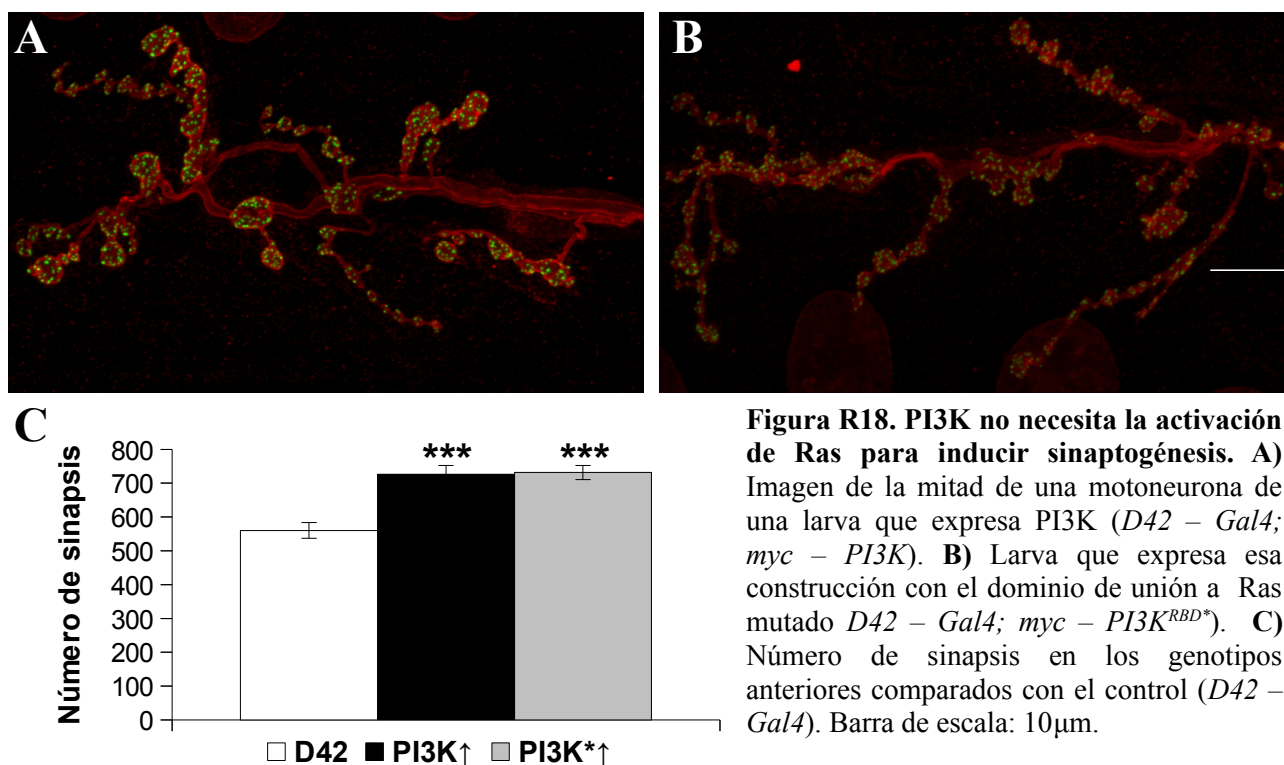 A
B
C
Número de sinapsis
800
700
600
500
400
300
200
100
0
***
***
D42
PI3K↑
PI3K*↑
Figura R18. PI3K no necesita la activación
de Ras para inducir sinaptogénesis. A)
Imagen de la mitad de una motoneurona de
una larva que expresa PI3K (D42 – Gal4;
myc – PI3K). B) Larva que expresa esa
construcción con el dominio de unión a Ras
mutado D42 – Gal4; myc – PI3K^RBD*). C)
Número de sinapsis en los genotipos
anteriores comparados con el control (D42 –
Gal4). Barra de escala: 10μm.